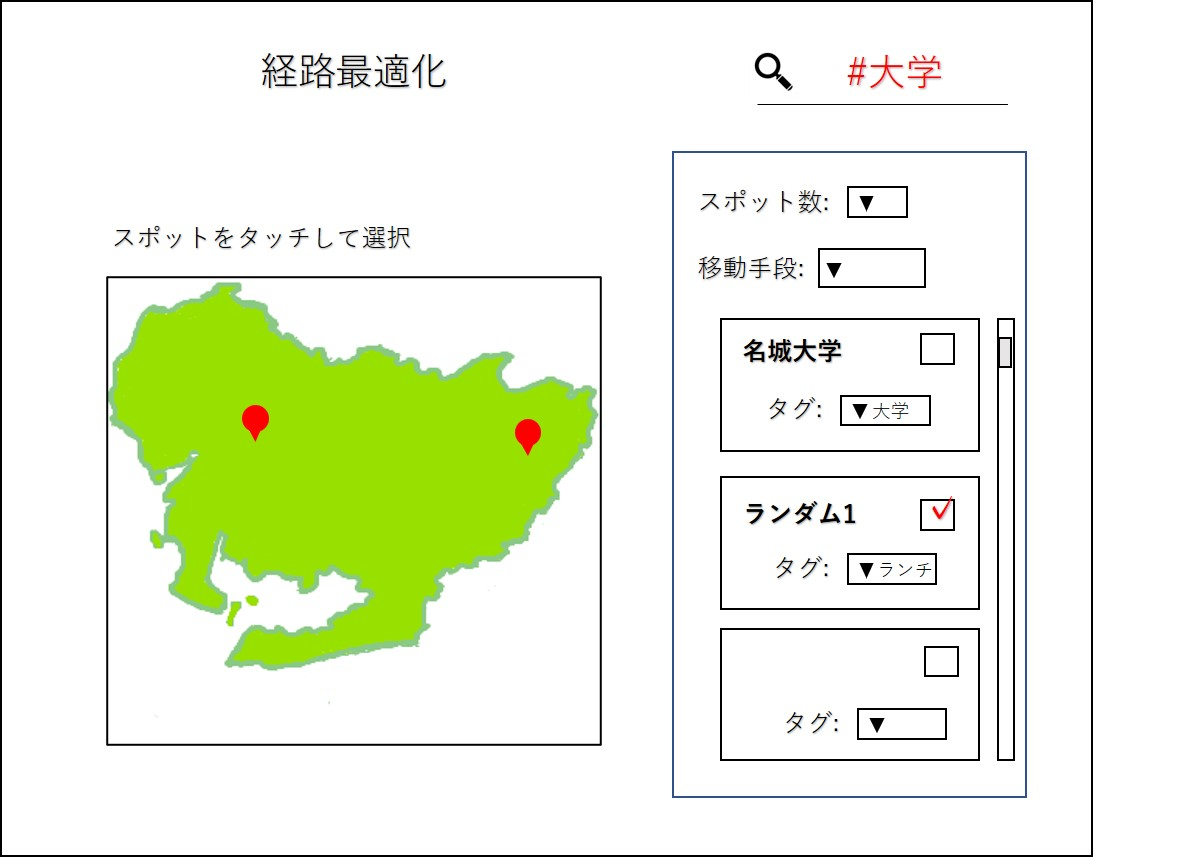 経路最適化
#大学
スポットをタッチして選択
スポット数: ▼
移動手段: ▼
名城大学
タグ: ▼大学
ランダム1
タグ: ▼ランチ
タグ: ▼